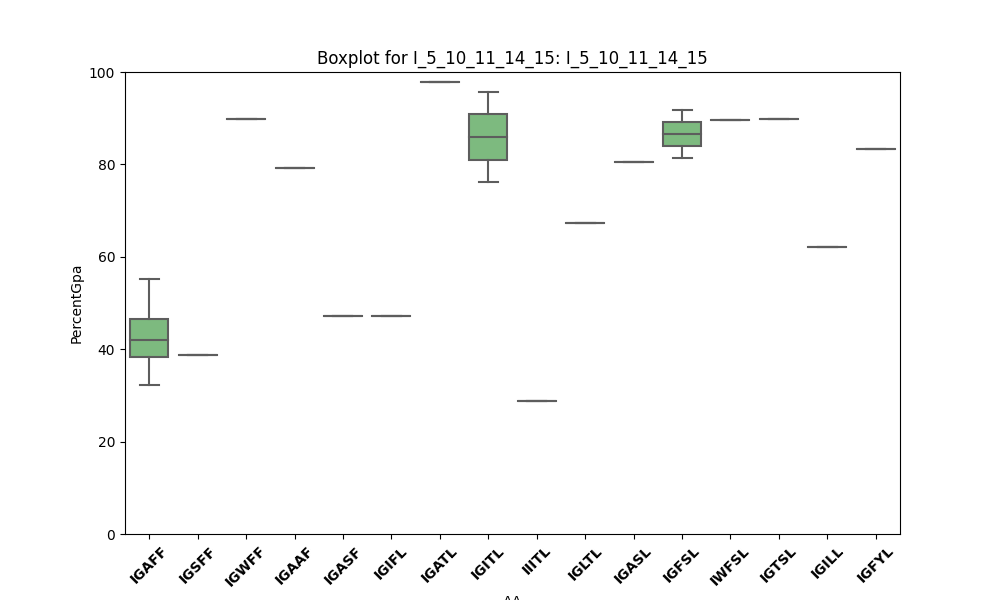 Boxplot for I_5_10_11_14_15: I_5_10_11_14_15
PercentGpa
100
80
60
40
20
0
IGAFF
IGSFF
IGWFF
IGAAF
IGASF
IGIFL
IGATL
IGITL
IIITL
IGLTL
IGASL
IGFSL
IWFSL
IGTSL
IGILL
IGFYL
AA